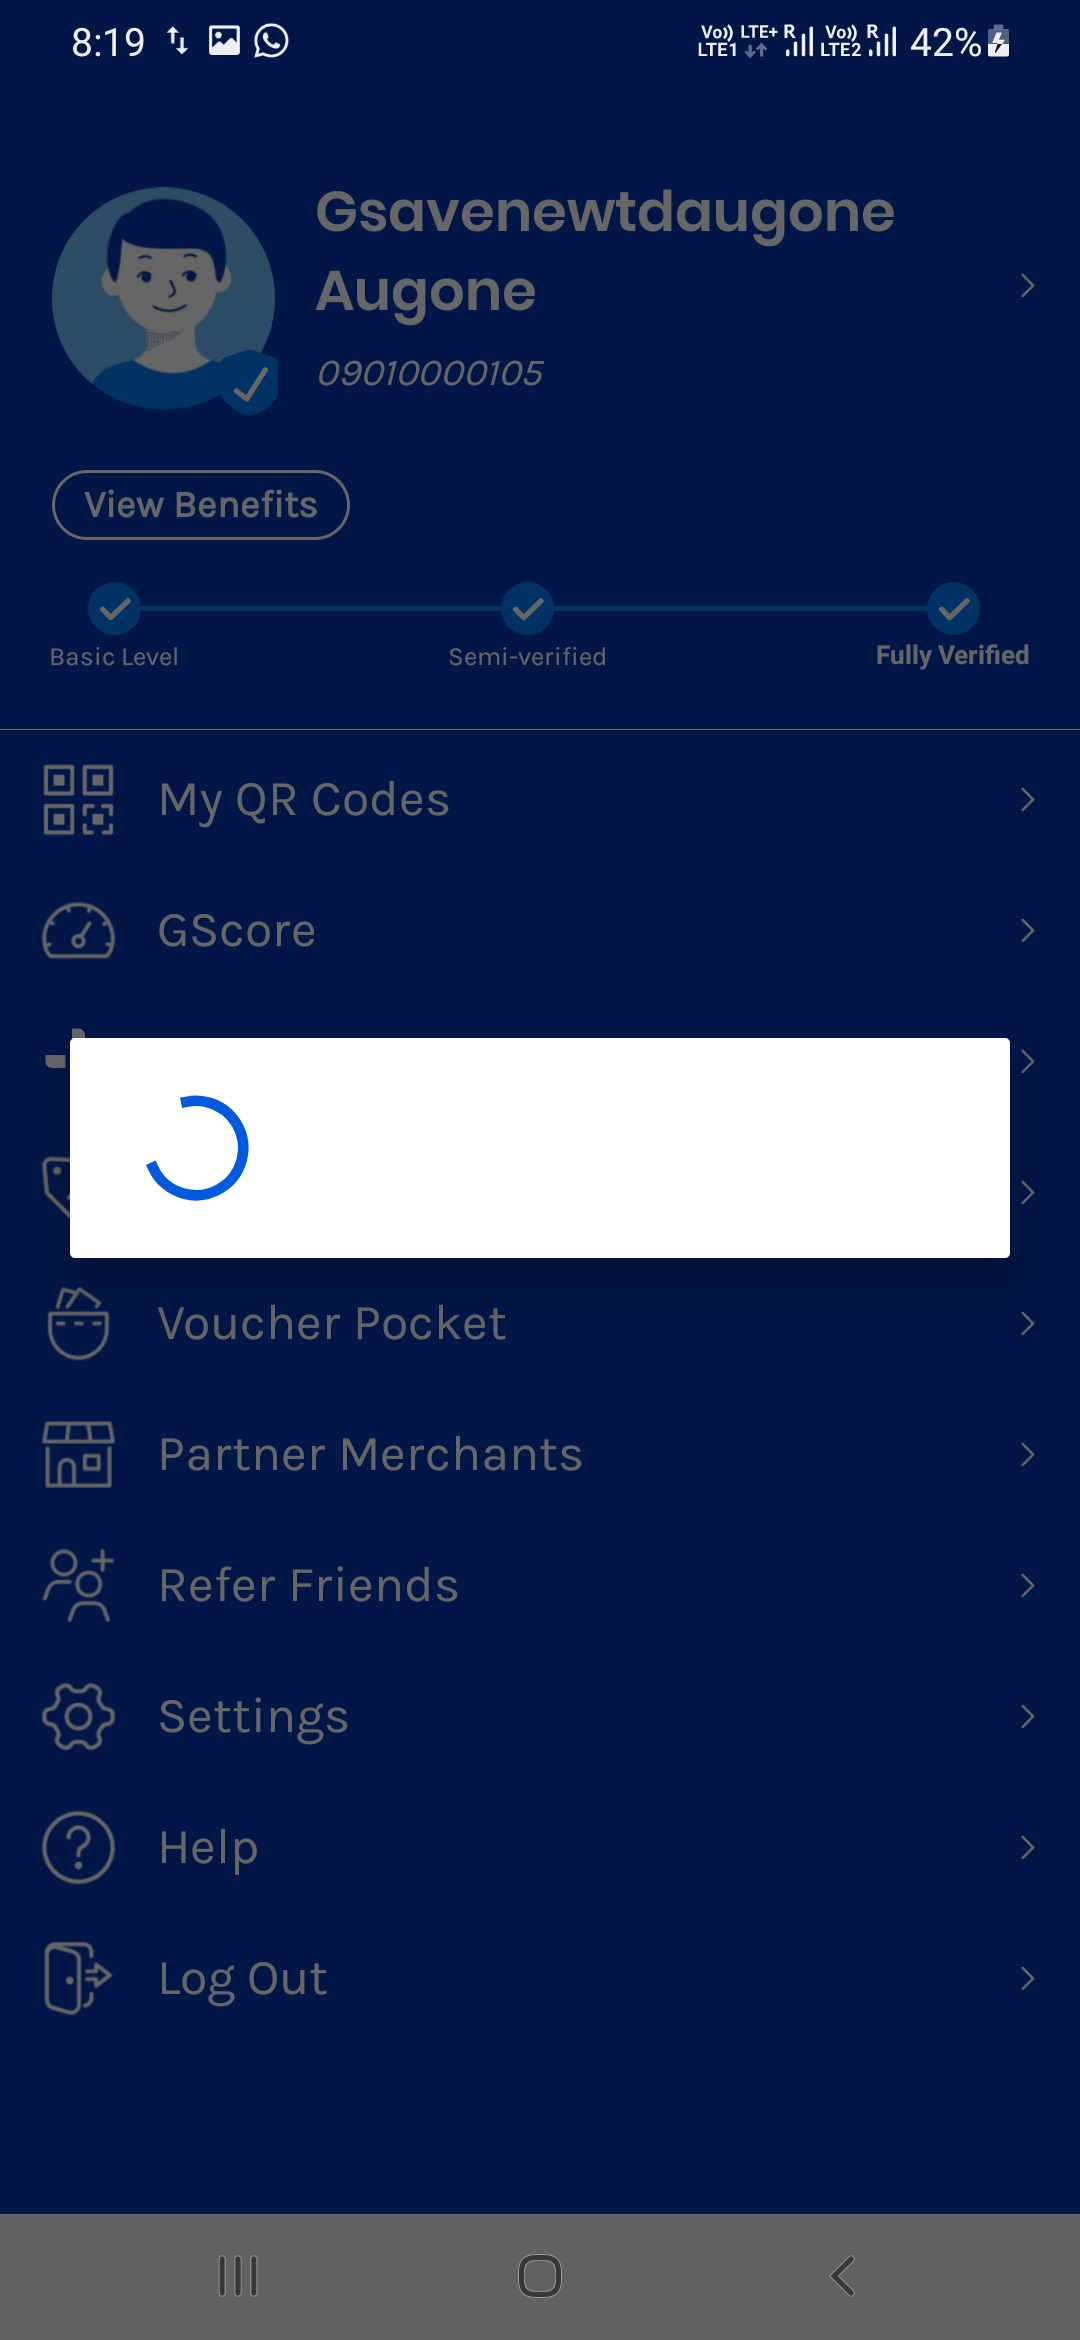 8:19
Vo)) LTE+ R Vo)) R
LTE1 LTE2 42%
Gsavenewtdaugone
Augone
09010000105
View Benefits
Basic Level Semi-verified Fully Verified
My QR Codes
GScore
Voucher Pocket
Partner Merchants
Refer Friends
Settings
Help
Log Out